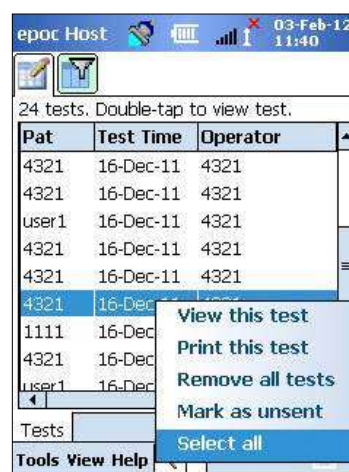 epoc Host 03-Feb-12
11:40
24 tests. Double-tap to view test.
Pat Test Time Operator
4321 16-Dec-11 4321
4321 16-Dec-11 4321
user1 16-Dec-11 4321
4321 16-Dec-11 4321
4321 16-Dec-11 4321
4321
1111 16-Dec
4321 16-Dec
user1 16-Dec
View this test
Print this test
Remove all tests
Mark as unsent
Select all
Tests
Tools View Help